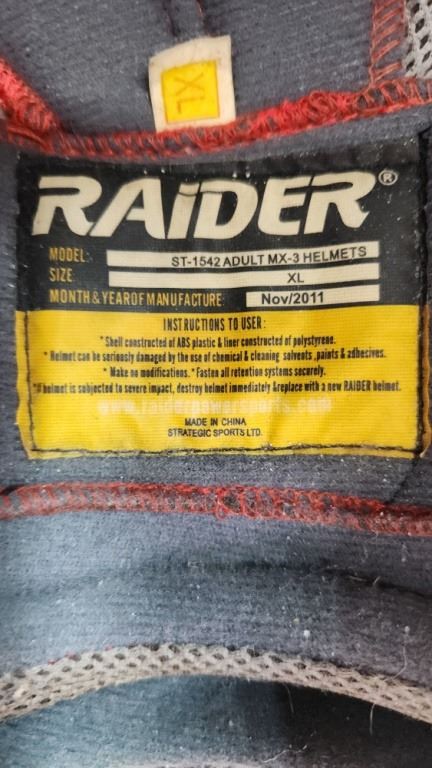 XL
RAiDER®
MODEL: ST-1542 ADULT MX-3 HELMETS
SIZE: XL
MONTH & YEAR OF MANUFACTURE: Nov/2011
INSTRUCTIONS TO USER :
* Shell constructed of ABS plastic & liner constructed of polystyrene.
* Helmet can be seriously damaged by the use of chemical & cleaning solvents ,paints & adhecives.
* Make no modifications. * Fasten all retention systems securely.
*If helmet is subjected to severe impact, destroy helmet immediately &replace with a new RAIDER helmet.
www.raiderpowersports.com
MADE IN CHINA
STRATEGIC SPORTS LTD.